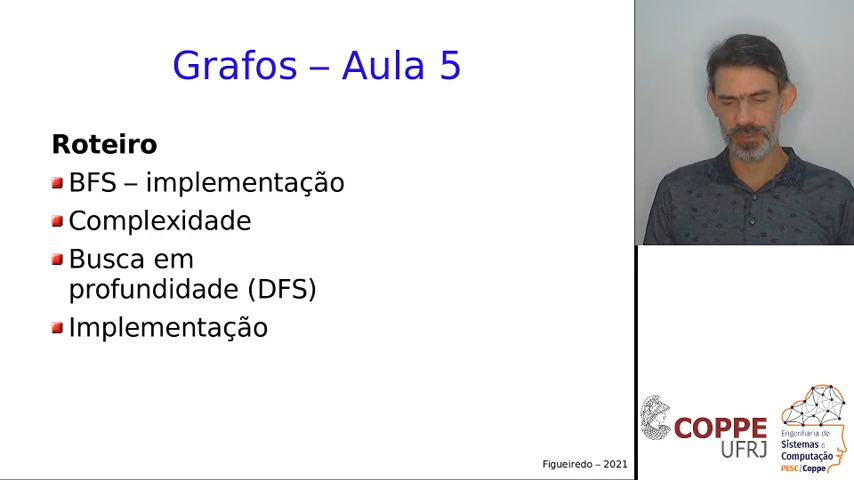 Grafos – Aula 5
Roteiro
BFS – implementação
Complexidade
Busca em
profundidade (DFS)
Implementação
Figueiredo – 2021
COPPE
UFRJ
Engenharia de
Sistemas e
Computação
PESC/Coppe